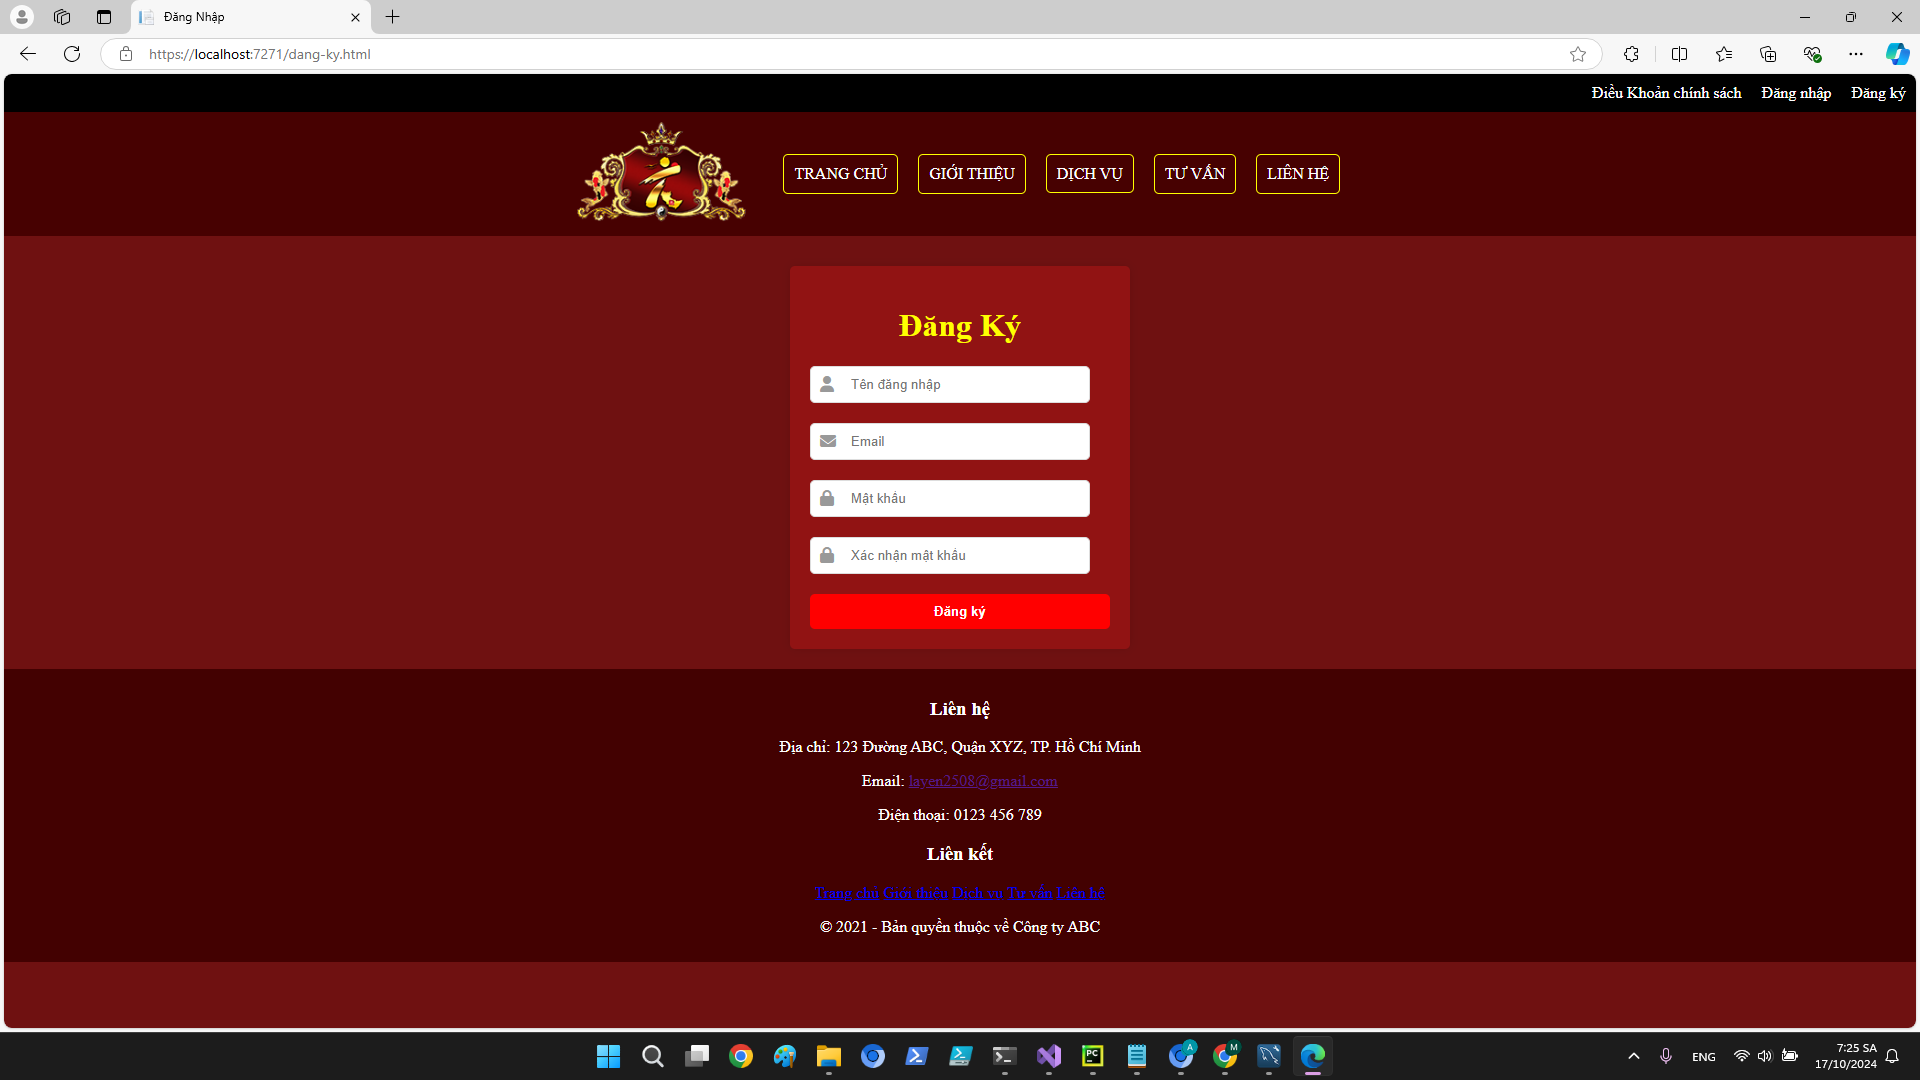 Đăng Nhập
https://localhost:7271/dang-ky.html
Điều Khoản chính sách Đăng nhập Đăng ký
TRANG CHỦ GIỚI THIỆU DỊCH VỤ TƯ VẤN LIÊN HỆ
Đăng Ký
Tên đăng nhập
Email
Mật khẩu
Xác nhận mật khẩu
Đăng ký
Liên hệ
Địa chỉ: 123 Đường ABC, Quận XYZ, TP. Hồ Chí Minh
Email: layen2508@gmail.com
Điện thoại: 0123 456 789
Liên kết
Trang chủ Giới thiệu Dịch vụ Tư vấn Liên hệ
© 2021 - Bản quyền thuộc về Công ty ABC
PC
A
M
ENG
7:25 SA
17/10/2024